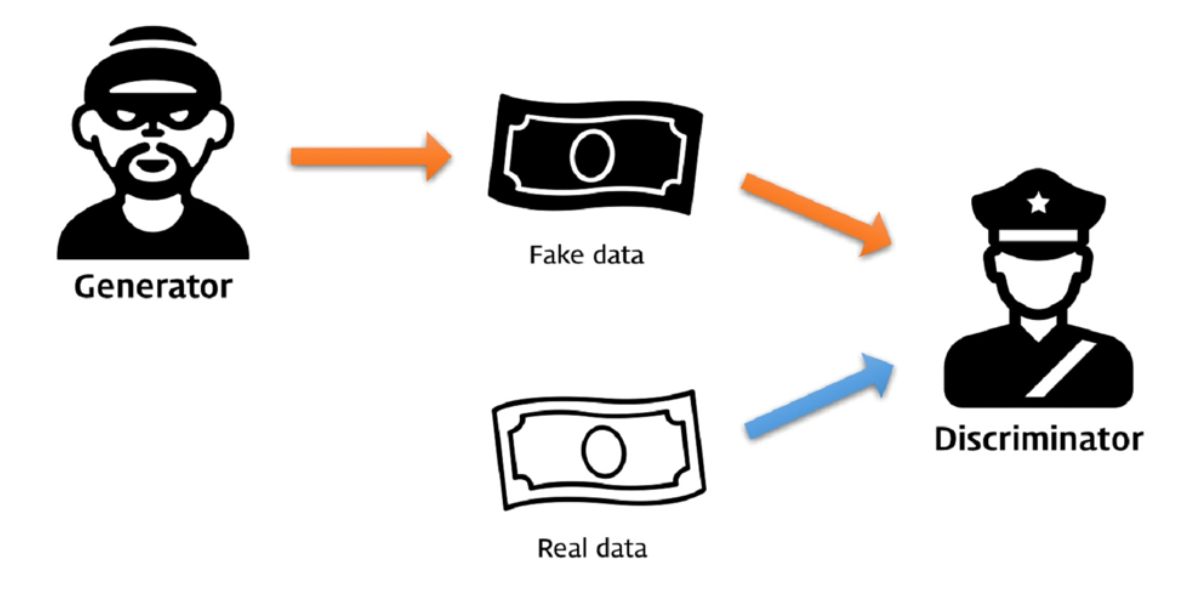 Fake data
Generator
Discriminator
Real data